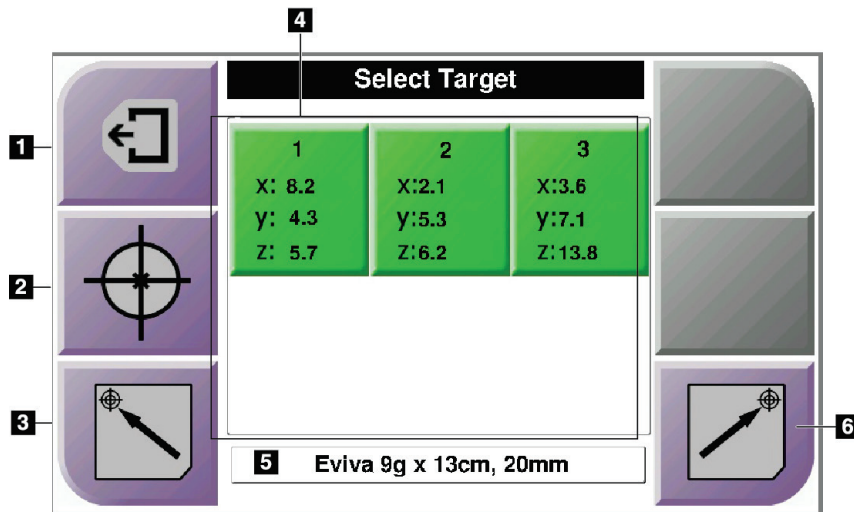 4
Select Target
1
1 2 3
x: 8.2 x:2.1 x:3.6
y: 4.3 y:5.3 y:7.1
z: 5.7 z:6.2 z:13.8
2
3
6
5 Eviva 9g x 13cm, 20mm